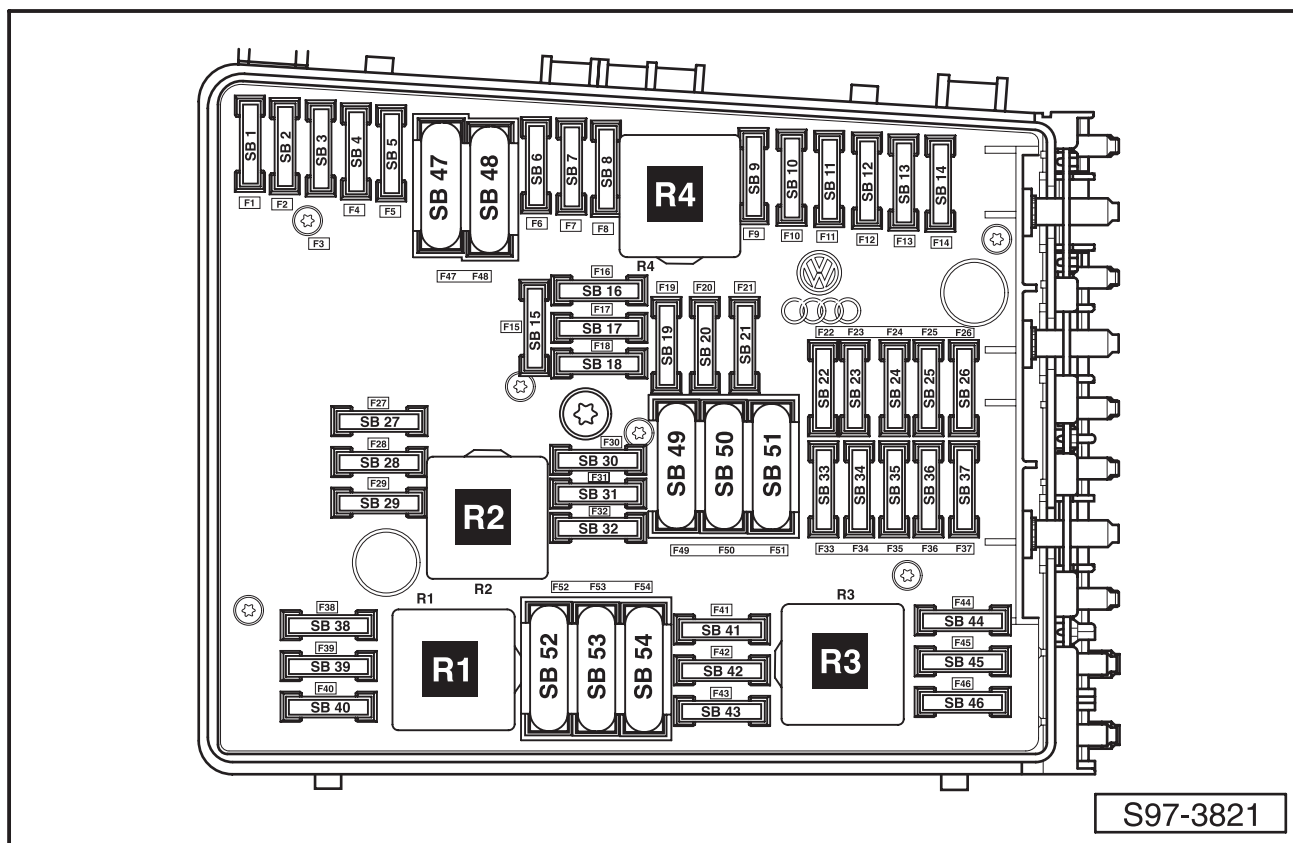 SB 1
SB 2
SB 3
SB 4
SB 5
SB 47
SB 48
SB 6
SB 7
SB 8
R4
SB 9
SB 10
SB 11
SB 12
SB 13
SB 14
F1
F2
F3
F4
F5
F47 F48
F6
F7
F8
R4
F9
F10
F11
F12
F13
F14
F15
SB 15
F16
SB 16
F17
SB 17
F18
SB 18
F19
F20
F21
SB 19
SB 20
SB 21
F22 F23 F24 F25 F26
SB 22
SB 23
SB 24
SB 25
SB 26
F27
SB 27
F28
SB 28
F29
SB 29
R2
R2
F30
SB 30
F31
SB 31
F32
SB 32
SB 49
SB 50
SB 51
F49 F50 F51
SB 33
SB 34
SB 35
SB 36
SB 37
F33 F34 F35 F36 F37
F38
SB 38
F39
SB 39
F40
SB 40
R1
R1
F52 F53 F54
SB 52
SB 53
SB 54
F41
SB 41
F42
SB 42
F43
SB 43
R3
R3
F44
SB 44
F45
SB 45
F46
SB 46
S97-3821